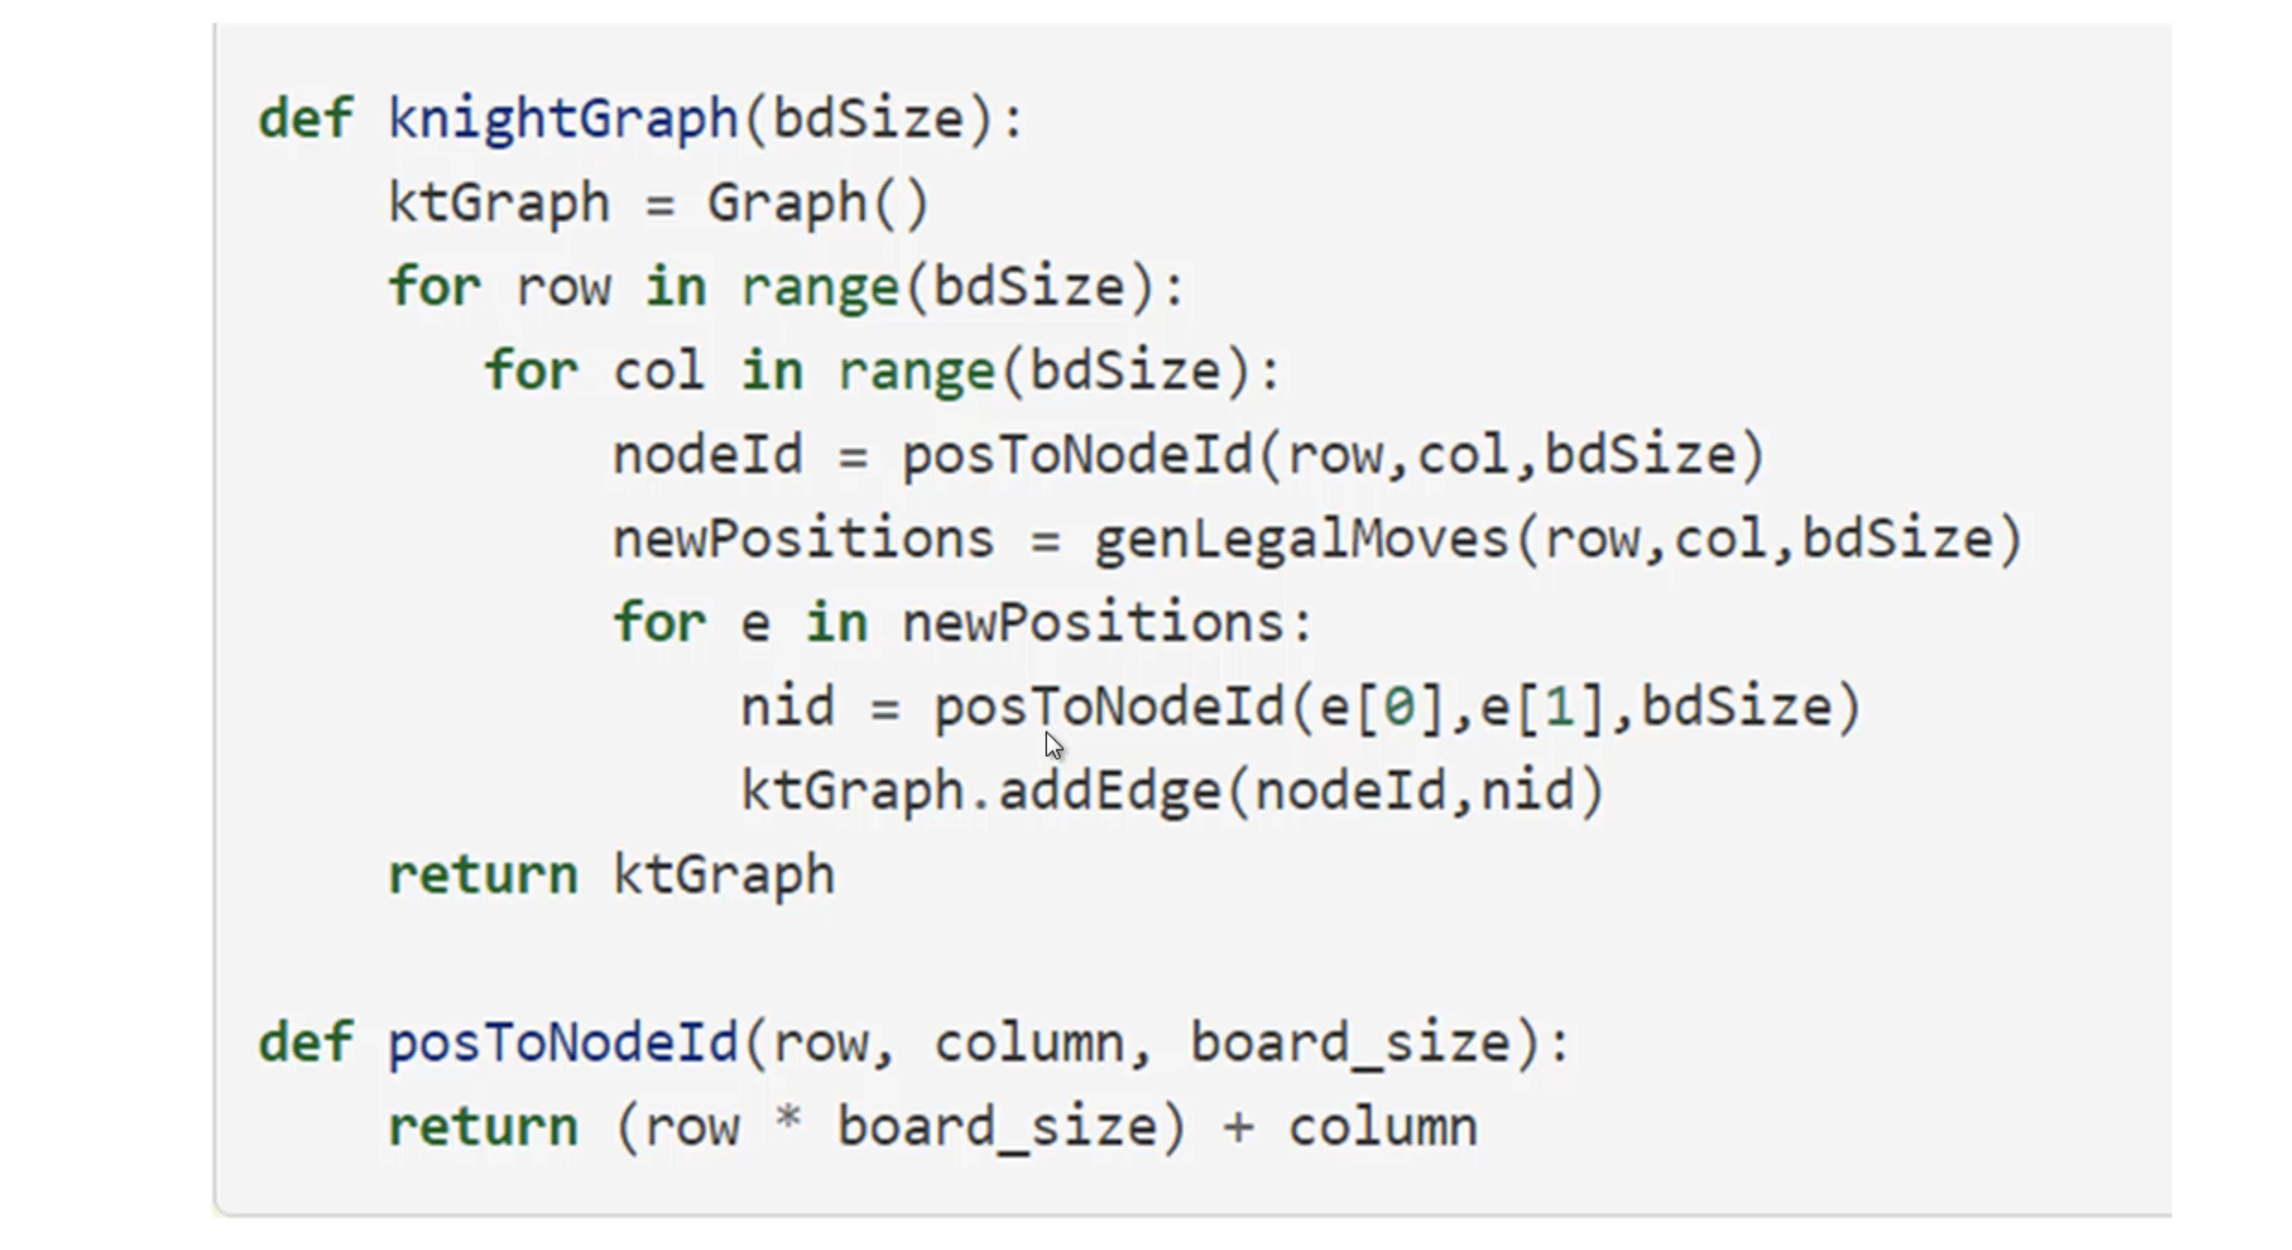 def knightGraph(bdSize):
    ktGraph = Graph()
    for row in range(bdSize):
       for col in range(bdSize):
           nodeId = posToNodeId(row,col,bdSize)
           newPositions = genLegalMoves(row,col,bdSize)
           for e in newPositions:
               nid = posToNodeId(e[0],e[1],bdSize)
               ktGraph.addEdge(nodeId,nid)
    return ktGraph

def posToNodeId(row, column, board_size):
    return (row * board_size) + column